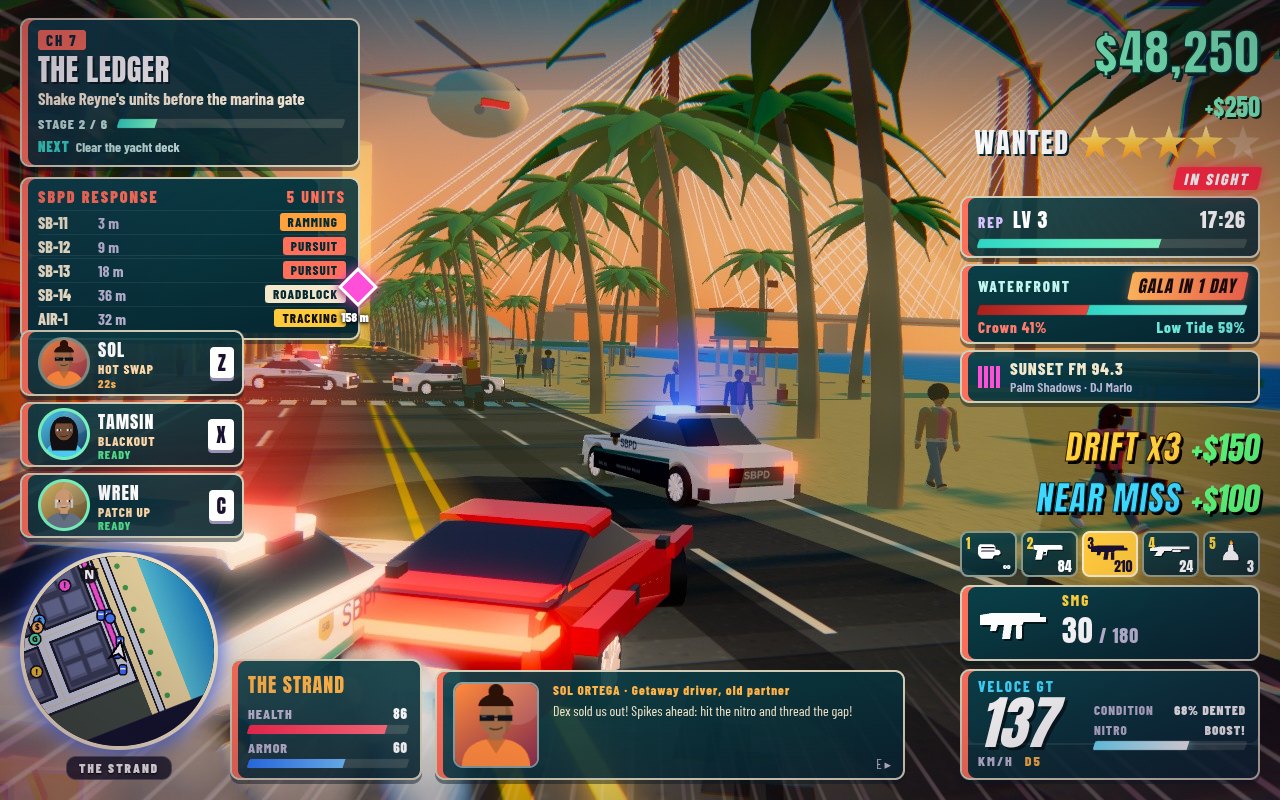 CH 7
THE LEDGER
Shake Reyne's units before the marina gate
STAGE 2 / 6
NEXT Clear the yacht deck
SBPD RESPONSE 5 UNITS
SB-11 3 m RAMMING
SB-12 9 m PURSUIT
SB-13 18 m PURSUIT
SB-14 36 m ROADBLOCK
AIR-1 32 m TRACKING
158 m
SOL
HOT SWAP
22s
Z
TAMSIN
BLACKOUT
READY
X
WREN
PATCH UP
READY
C
N
THE STRAND
THE STRAND
HEALTH 86
ARMOR 60
SOL ORTEGA · Getaway driver, old partner
Dex sold us out! Spikes ahead: hit the nitro and thread the gap!
E ▸
SBPD
SBPD
SBPD
$48,250
+$250
WANTED
IN SIGHT
REP LV 3 17:26
WATERFRONT GALA IN 1 DAY
Crown 41% Low Tide 59%
SUNSET FM 94.3
Palm Shadows · DJ Marlo
DRIFT x3 +$150
NEAR MISS +$100
1 ∞
2 84
3 210
4 24
5 3
SMG
30 / 180
VELOCE GT
137
KM/H D5
CONDITION 68% DENTED
NITRO BOOST!